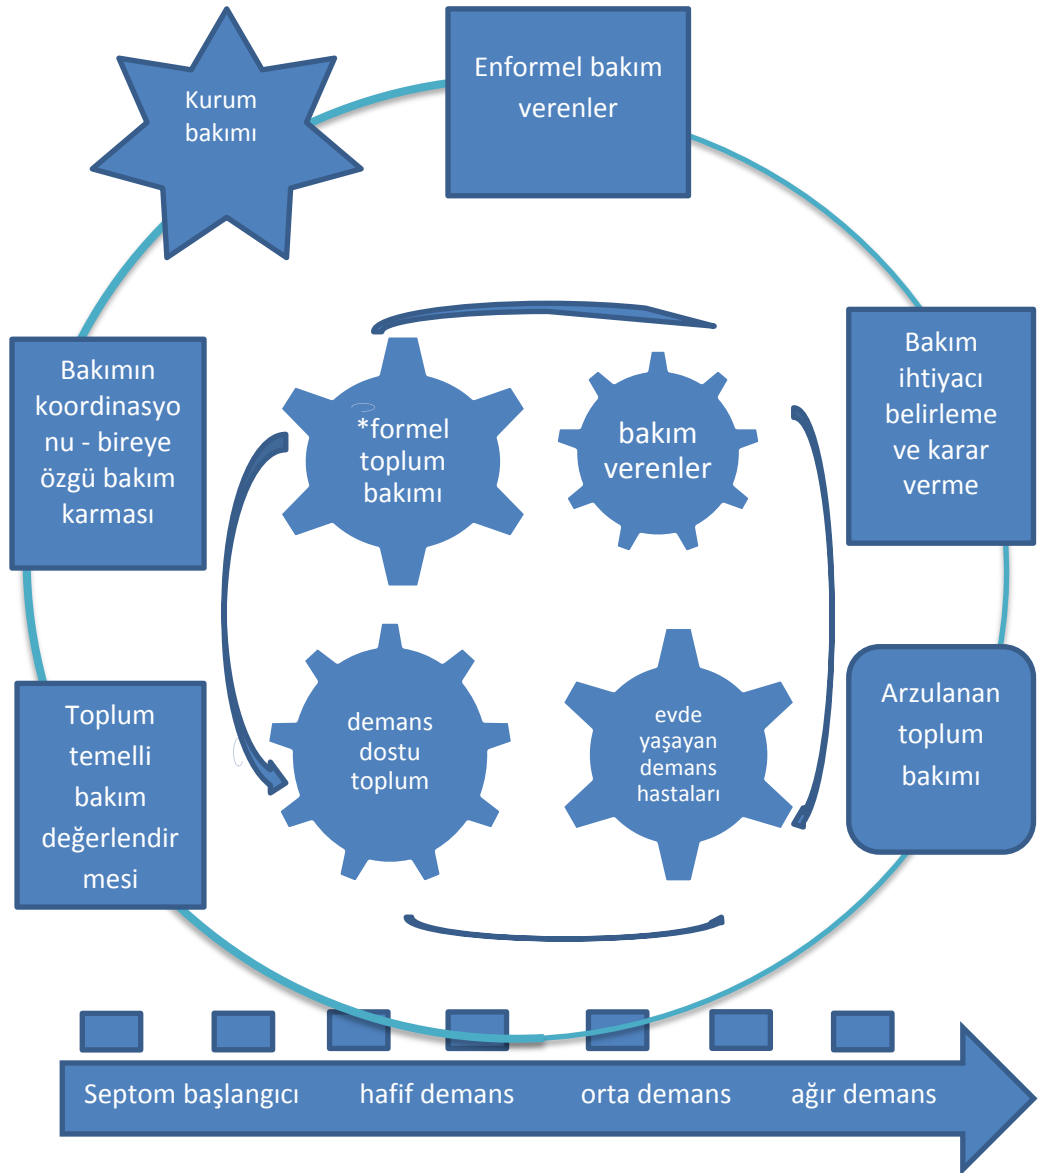 Kurum
bakımı
Enformel bakım
verenler
Bakımın
koordinasyo
nu - bireye
özgü bakım
karması
*formel
toplum
bakımı
bakım
verenler
Bakım
ihtiyacı
belirleme
ve karar
verme
Toplum
temelli
bakım
değerlendir
mesi
demans
dostu
toplum
evde
yaşayan
demans
hastaları
Arzulanan
toplum
bakımı
Septom başlangıcı hafif demans orta demans ağır demans